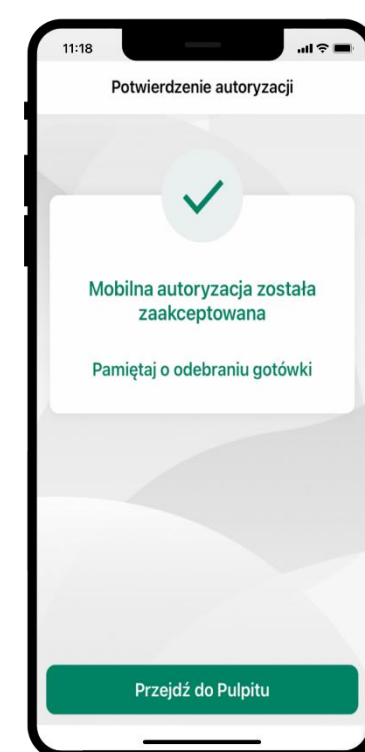 11:18
Potwierdzenie autoryzacji
Mobilna autoryzacja została
zaakceptowana
Pamiętaj o odebraniu gotówki
Przejdź do Pulpitu